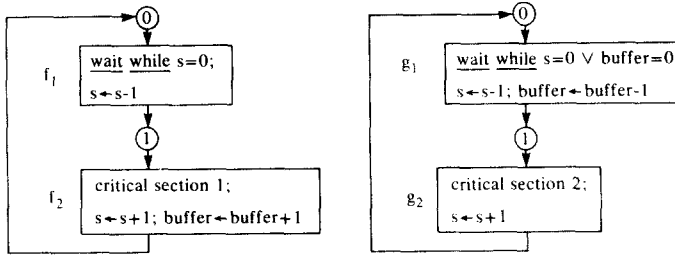 0
f1
wait while s=0;
s←s-1
1
f2
critical section 1;
s←s+1; buffer←buffer+1
0
g1
wait while s=0 ∨ buffer=0
s←s-1; buffer←buffer-1
1
g2
critical section 2;
s←s+1